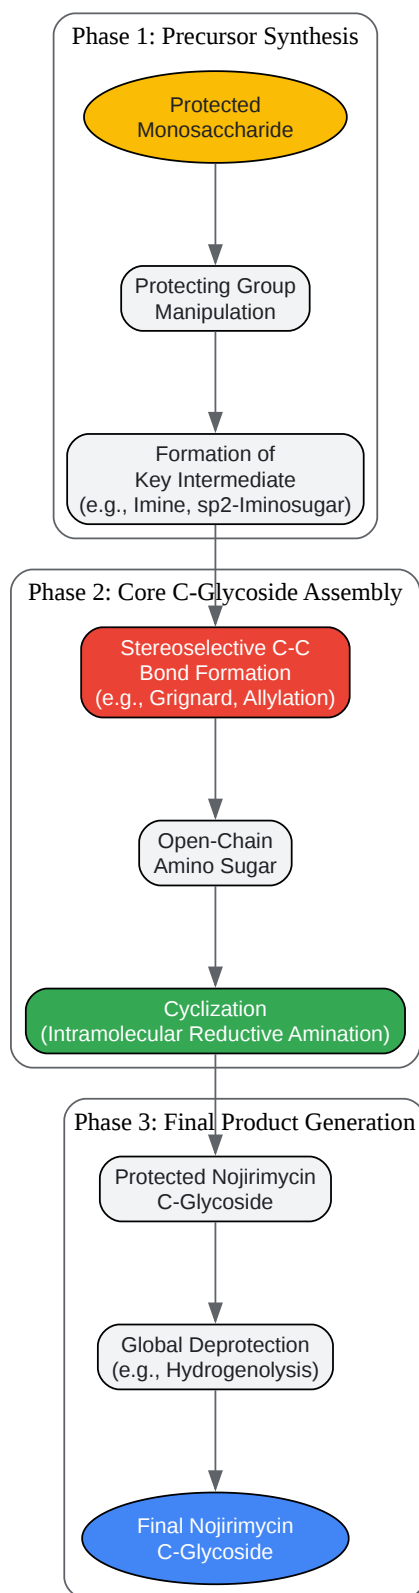 Phase 1: Precursor Synthesis
Protected
Monosaccharide
Protecting Group
Manipulation
Formation of
Key Intermediate
(e.g., Imine, sp2-Iminosugar)
Phase 2: Core C-Glycoside Assembly
Stereoselective C-C
Bond Formation
(e.g., Grignard, Allylation)
Open-Chain
Amino Sugar
Cyclization
(Intramolecular Reductive Amination)
Phase 3: Final Product Generation
Protected Nojirimycin
C-Glycoside
Global Deprotection
(e.g., Hydrogenolysis)
Final Nojirimycin
C-Glycoside